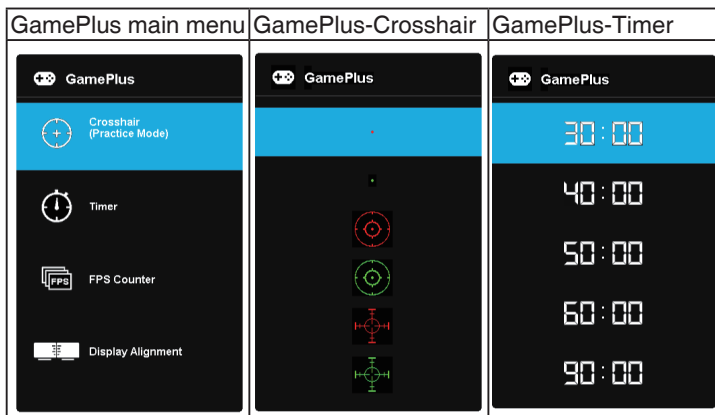 GamePlus main menu
GamePlus-Crosshair
GamePlus-Timer
GamePlus
Crosshair
(Practice Mode)
Timer
FPS
FPS Counter
Display Alignment
GamePlus
GamePlus
30:00
40:00
50:00
60:00
90:00